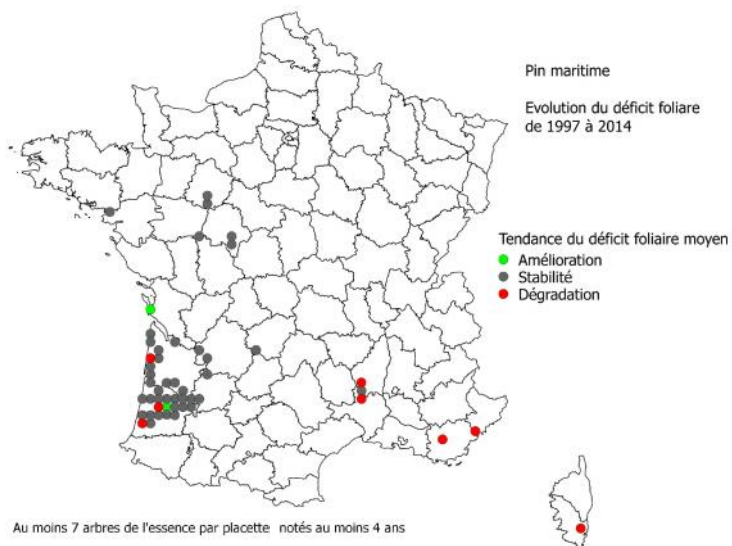 Pin maritime
Evolution du déficit foliare
de 1997 à 2014
Tendance du déficit foliaire moyen
Amélioration
Stabilité
Dégradation
Au moins 7 arbres de l'essence par placette notés au moins 4 ans